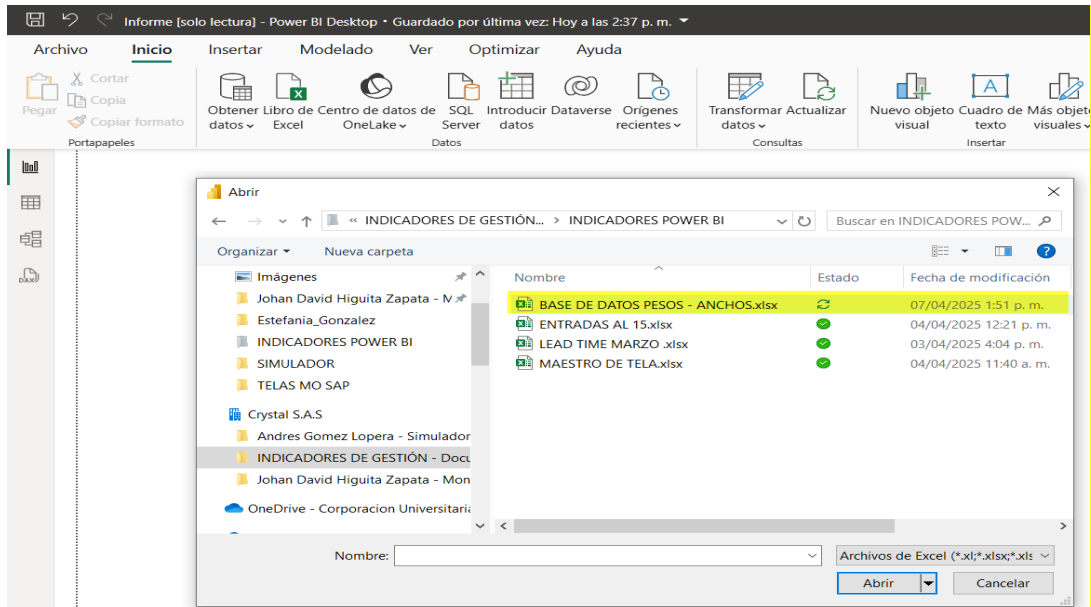 Informe [solo lectura] - Power BI Desktop • Guardado por última vez: Hoy a las 2:37 p. m.
Archivo Inicio Insertar Modelado Ver Optimizar Ayuda
Pegar
Cortar
Copia
Copiar formato
Portapapeles
Obtener datos
Libro de Excel
Centro de datos de OneLake
SQL Server
Introducir datos
Dataverse
Orígenes recientes
Datos
Transformar datos
Actualizar
Consultas
Nuevo objeto visual
Cuadro de texto
Más objet
visuales
Insertar
DAX
Abrir
« INDICADORES DE GESTIÓN... > INDICADORES POWER BI
Buscar en INDICADORES POW...
Organizar Nueva carpeta
Imágenes
Johan David Higuita Zapata - M
Estefania_Gonzalez
INDICADORES POWER BI
SIMULADOR
TELAS MO SAP
Crystal S.A.S
Andres Gomez Lopera - Simulador
INDICADORES DE GESTIÓN - Docu
Johan David Higuita Zapata - Mon
OneDrive - Corporacion Universitaria
Nombre Estado Fecha de modificación
BASE DE DATOS PESOS - ANCHOS.xlsx 07/04/2025 1:51 p. m.
ENTRADAS AL 15.xlsx 04/04/2025 12:21 p. m.
LEAD TIME MARZO .xlsx 03/04/2025 4:04 p. m.
MAESTRO DE TELA.xlsx 04/04/2025 11:40 a. m.
Nombre:
Archivos de Excel (*.xl;*.xlsx;*.xls
Abrir Cancelar